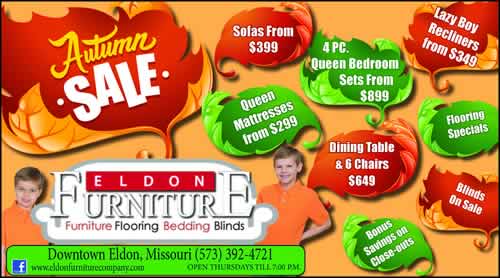 Autumn
·SALE·
Sofas From
$399
4 PC.
Queen Bedroom
Sets From
$899
Lazy Boy
Recliners
from $349
Queen
Mattresses
from $299
Flooring
Specials
Dining Table
& 6 Chairs
$649
Blinds
On Sale
Bonus
Savings on
Close-outs
ELDON
FURNITURE
Furniture Flooring Bedding Blinds
Downtown Eldon, Missouri (573) 392-4721
f www.eldonfurniturecompany.com OPEN THURSDAYS TILL 7:00 P.M.